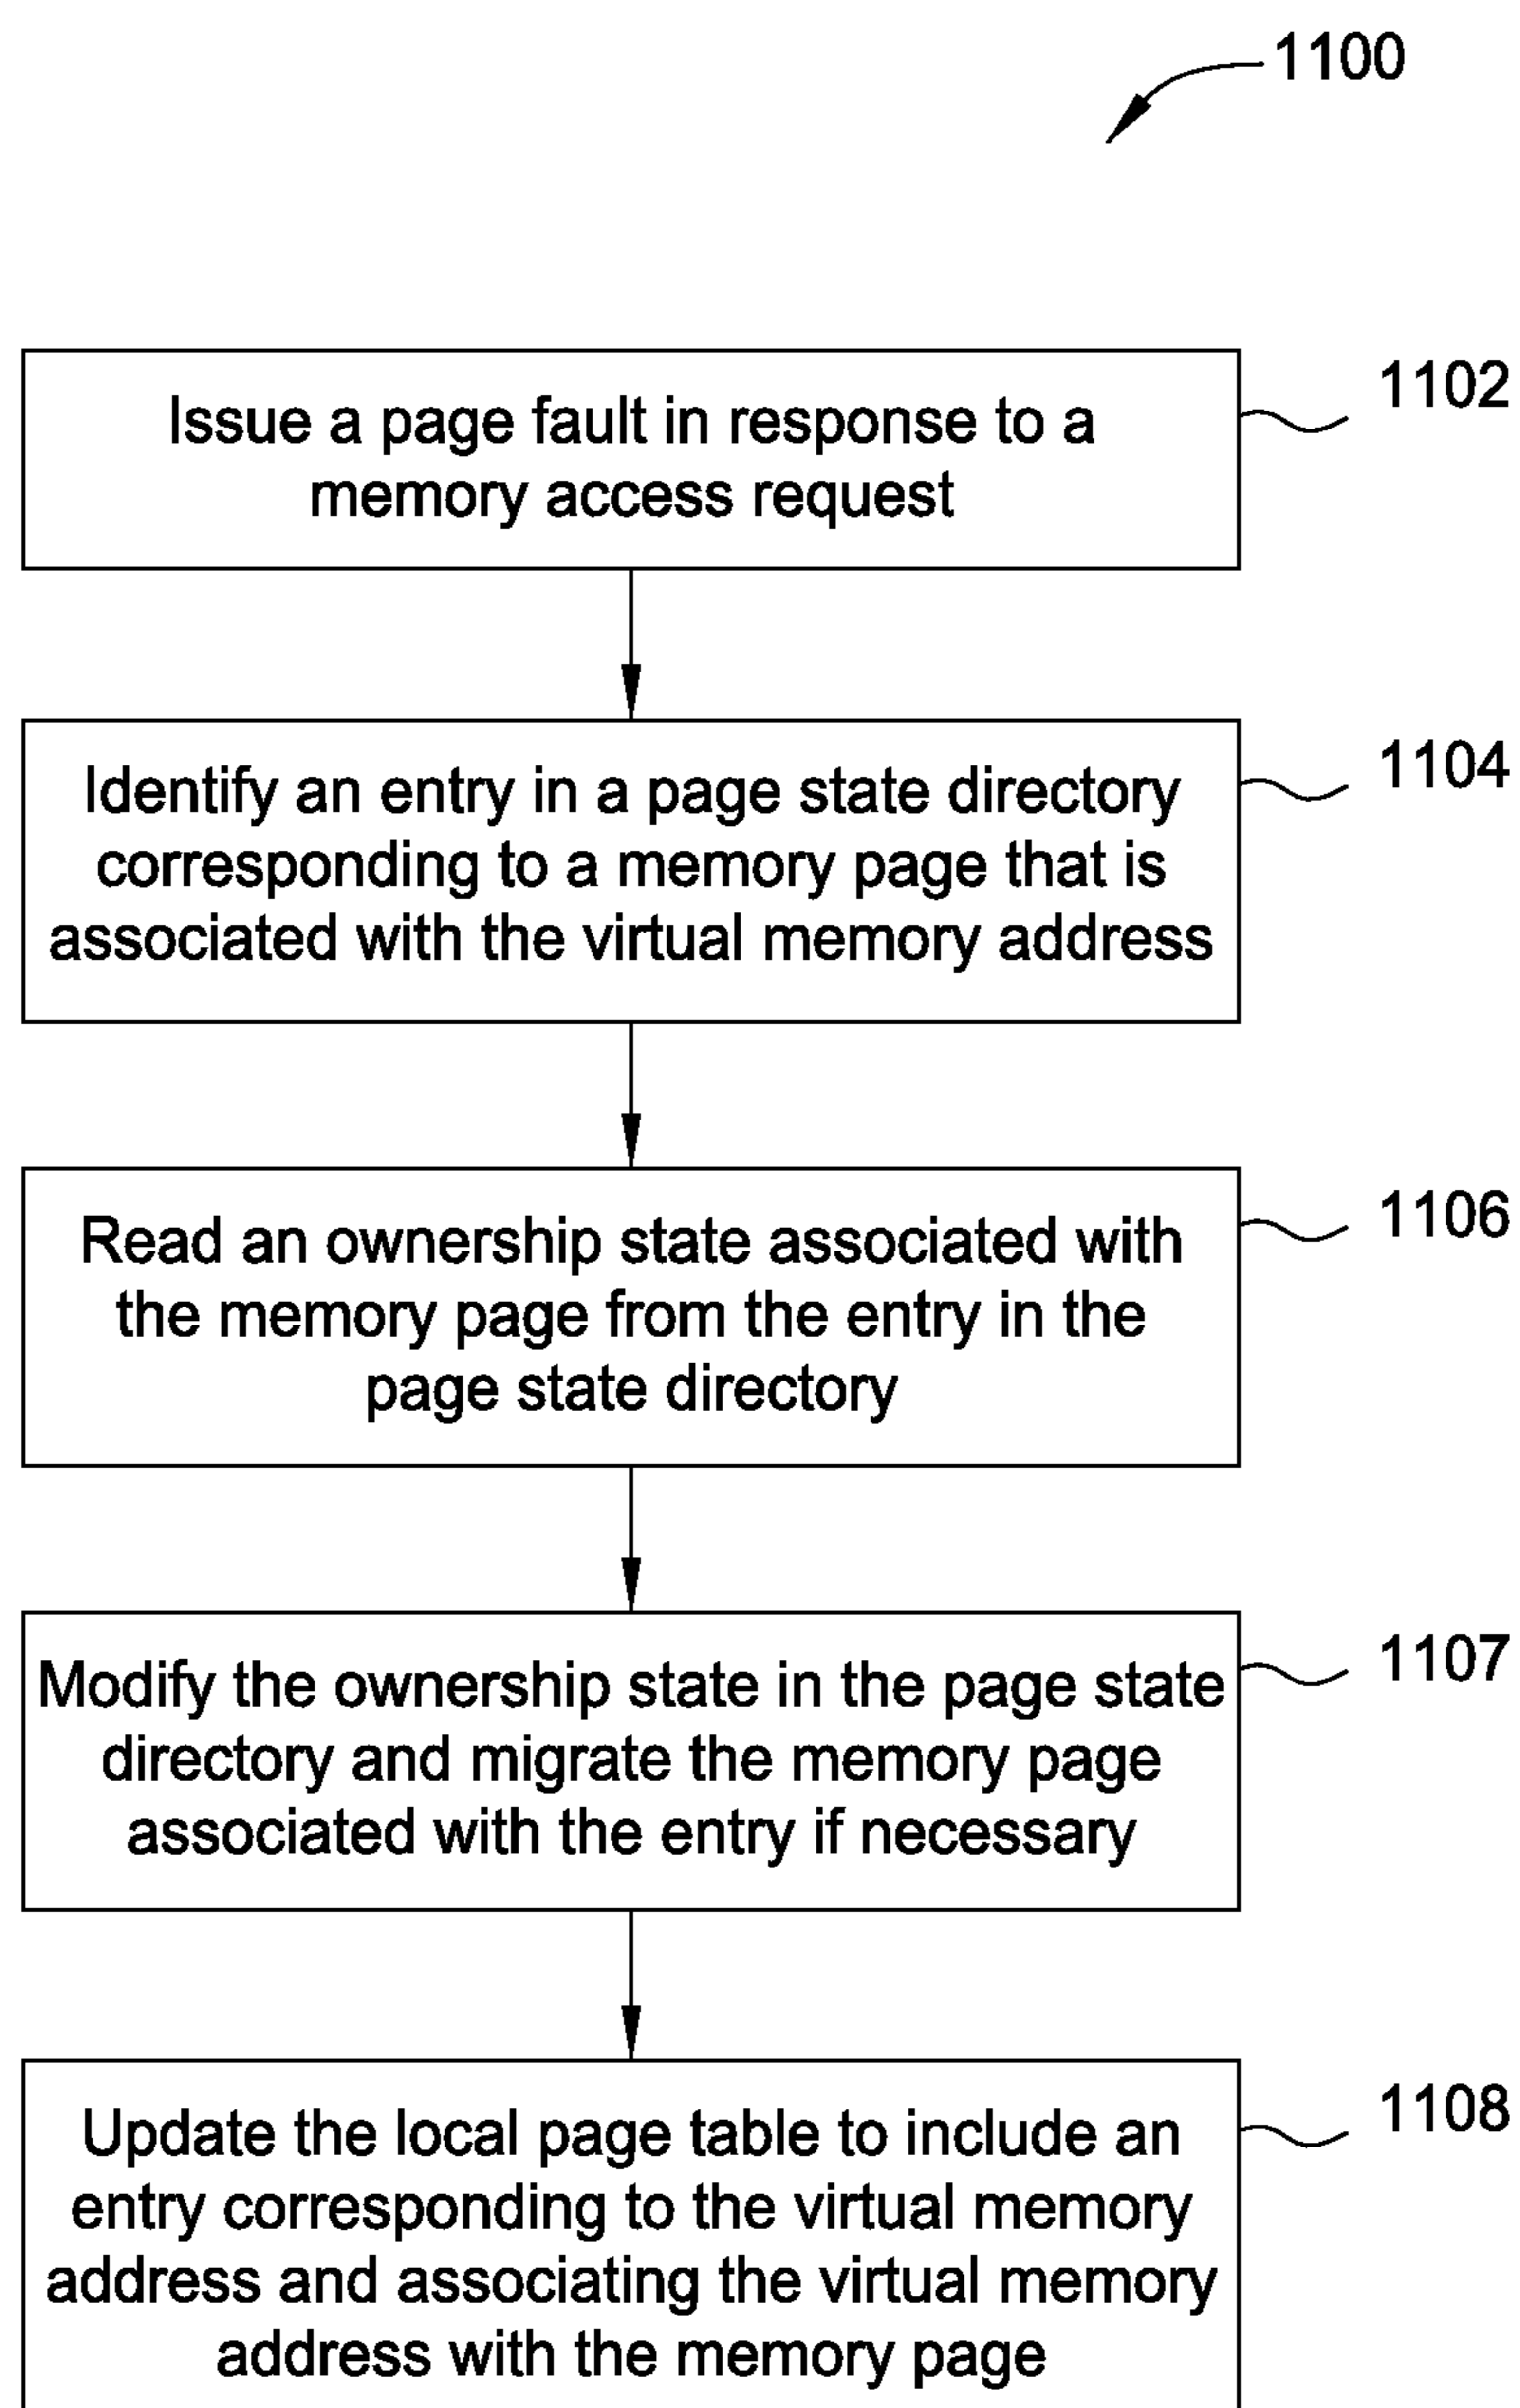 1100
Issue a page fault in response to a
memory access request
1102
Identify an entry in a page state directory
corresponding to a memory page that is
associated with the virtual memory address
1104
Read an ownership state associated with
the memory page from the entry in the
page state directory
1106
Modify the ownership state in the page state
directory and migrate the memory page
associated with the entry if necessary
1107
Update the local page table to include an
entry corresponding to the virtual memory
address and associating the virtual memory
address with the memory page
1108